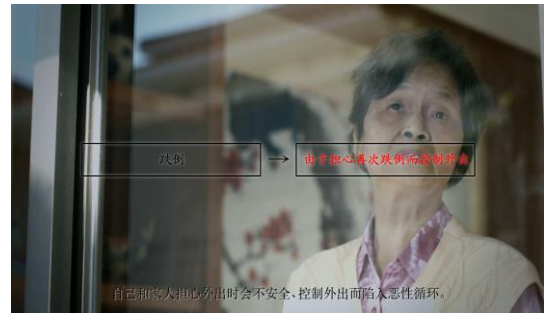 跌倒
→
由于担心再次跌倒而控制外出
自己和家人担心外出时会不安全、控制外出而陷入恶性循环。